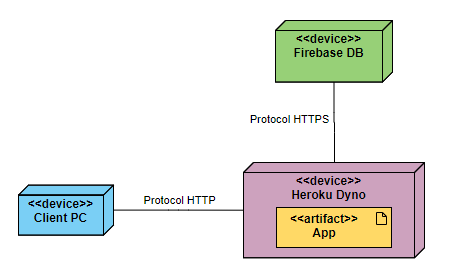 <<device>>
Firebase DB
Protocol HTTPS
<<device>>
Heroku Dyno
Protocol HTTP
<<device>>
Client PC
<<artifact>>
App